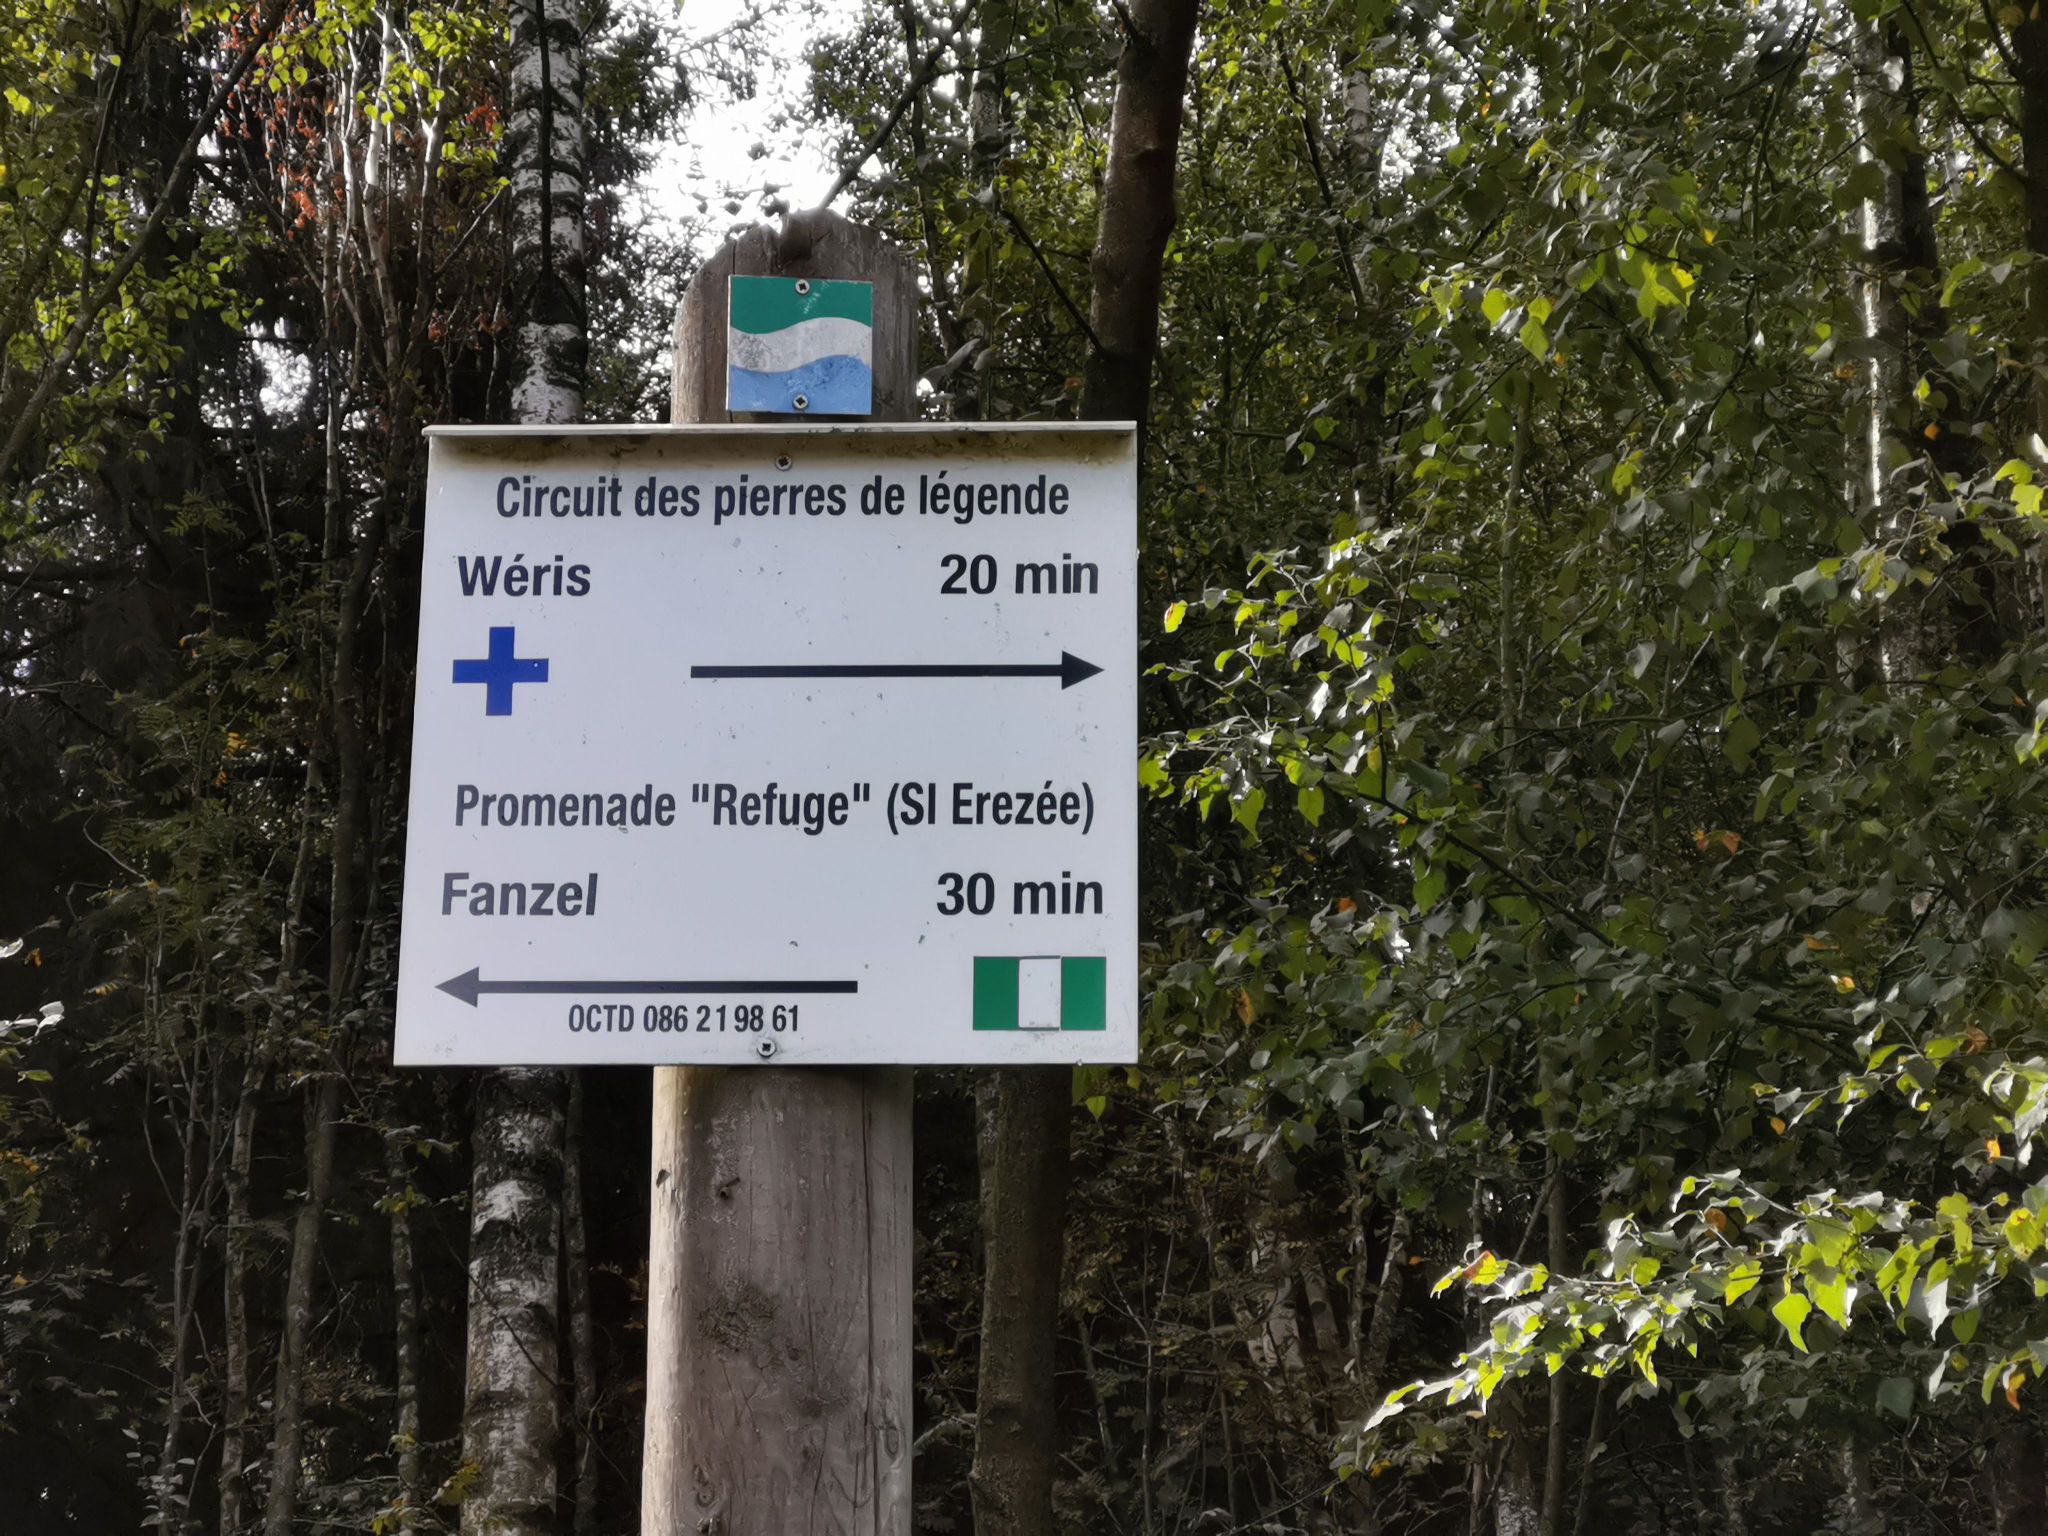 Circuit des pierres de légende
Wéris 20 min
Promenade "Refuge" (SI Erezée)
Fanzel 30 min
OCTD 086 21 98 61